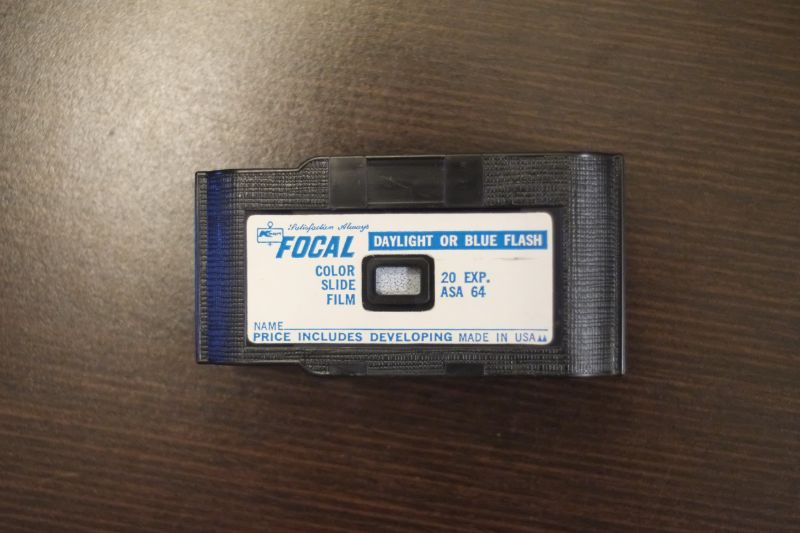 Kmart
Satisfaction Always
FOCAL
DAYLIGHT OR BLUE FLASH
COLOR
SLIDE
FILM
20 EXP.
ASA 64
NAME
PRICE INCLUDES DEVELOPING MADE IN USA